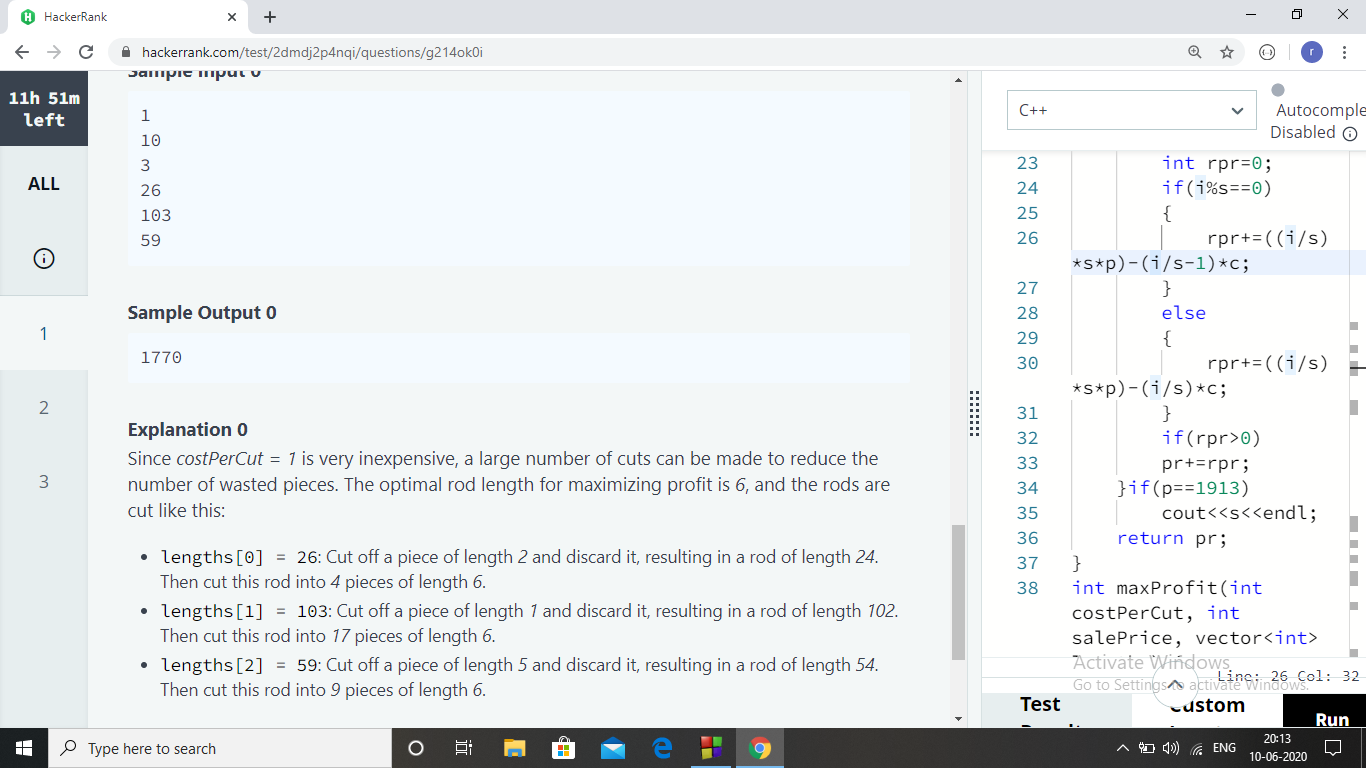 HackerRank
hackerrank.com/test/2dmdj2p4nqi/questions/g214ok0i
r
11h 51m
left
ALL
1
2
3
Sample Input 0
1
10
3
26
103
59
Sample Output 0
1770
Explanation 0
Since costPerCut = 1 is very inexpensive, a large number of cuts can be made to reduce the
number of wasted pieces. The optimal rod length for maximizing profit is 6, and the rods are
cut like this:
• lengths[0] = 26: Cut off a piece of length 2 and discard it, resulting in a rod of length 24.
Then cut this rod into 4 pieces of length 6.
• lengths[1] = 103: Cut off a piece of length 1 and discard it, resulting in a rod of length 102.
Then cut this rod into 17 pieces of length 6.
• lengths[2] = 59: Cut off a piece of length 5 and discard it, resulting in a rod of length 54.
Then cut this rod into 9 pieces of length 6.
C++
Autocomple
Disabled
23 int rpr=0;
24 if(i%s==0)
25 {
26 rpr+=((i/s)
*s*p)-(i/s-1)*c;
27 }
28 else
29 {
30 rpr+=((i/s)
*s*p)-(i/s)*c;
31 }
32 if(rpr>0)
33 pr+=rpr;
34 }if(p==1913)
35 cout<<s<<endl;
36 return pr;
37 }
38 int maxProfit(int
costPerCut, int
salePrice, vector<int>
Activate Windows
Go to Settings to activate Windows.
Line: 26 Col: 32
Test
Custom
Run
Type here to search
ENG
20:13
10-06-2020